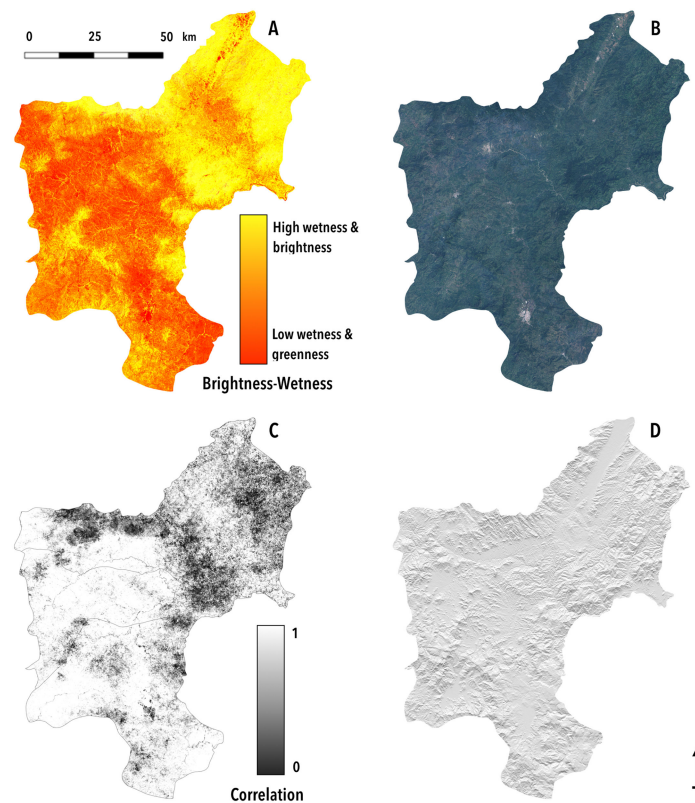 A
0 25 50 km
B
High wetness &
brightness
Low wetness &
greenness
Brightness-Wetness
C
D
1
0
Correlation